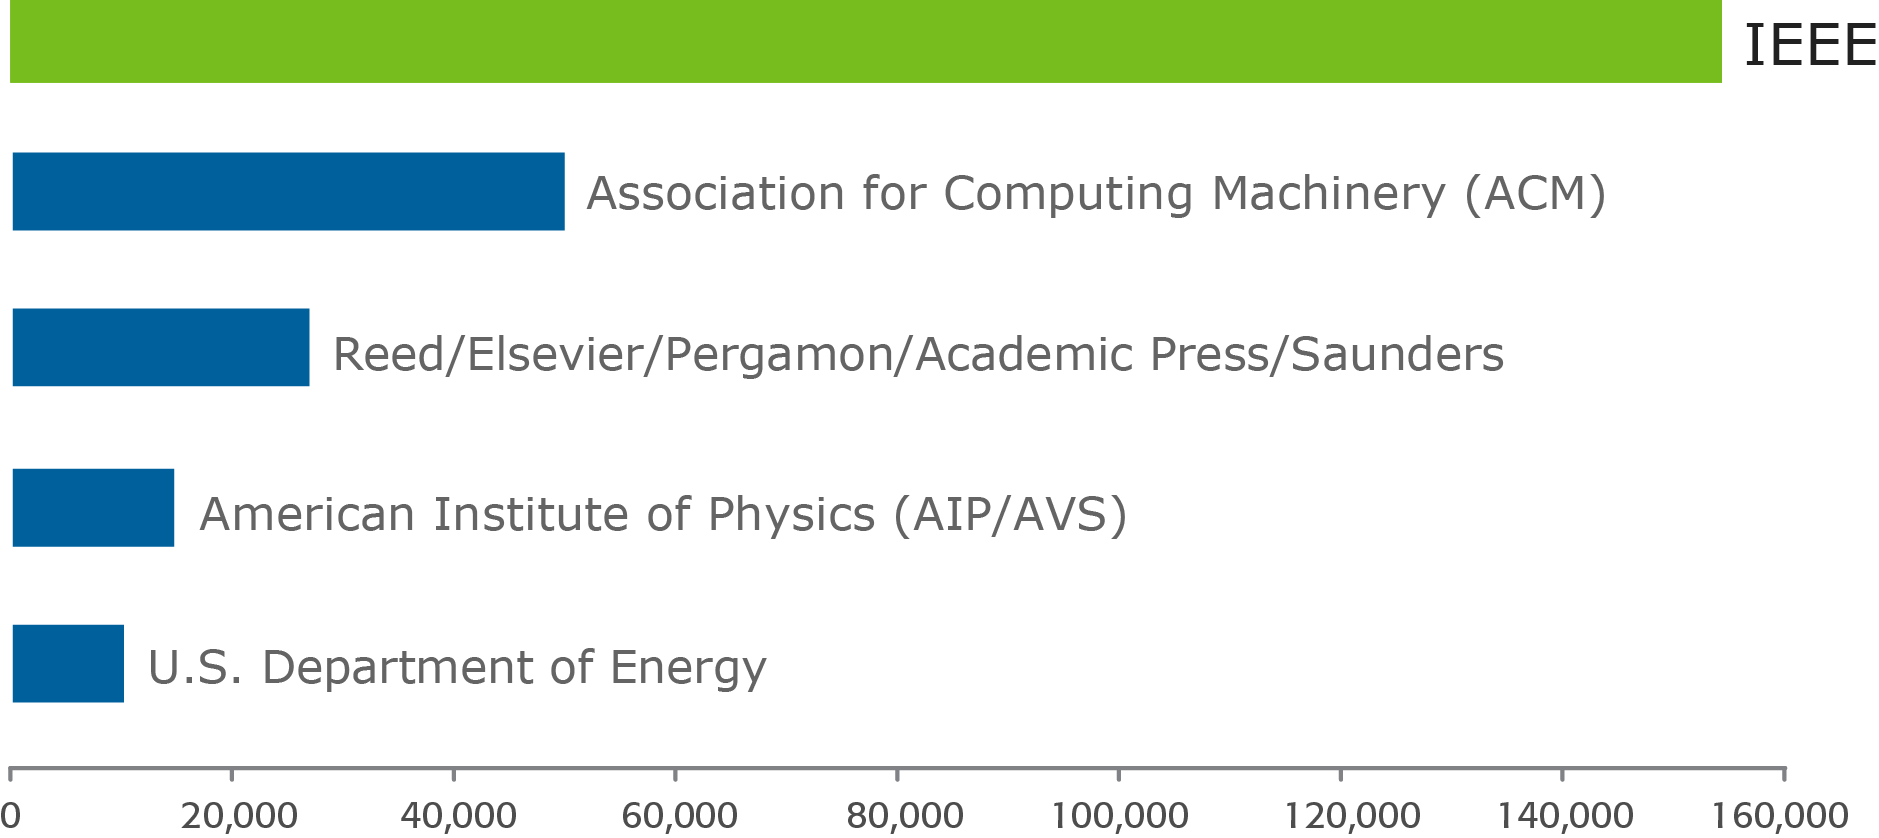 IEEE
Association for Computing Machinery (ACM)
Reed/Elsevier/Pergamon/Academic Press/Saunders
American Institute of Physics (AIP/AVS)
U.S. Department of Energy
0 20,000 40,000 60,000 80,000 100,000 120,000 140,000 160,000